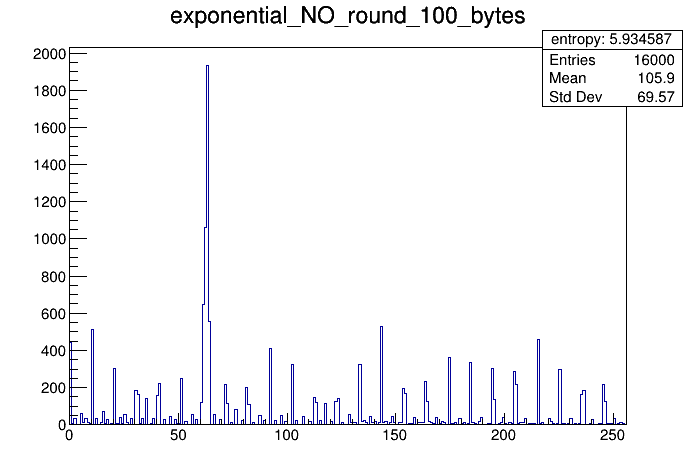 exponential_NO_round_100_bytes
entropy: 5.934587
Entries 16000
Mean 105.9
Std Dev 69.57
2000
1800
1600
1400
1200
1000
800
600
400
200
0
0 50 100 150 200 250